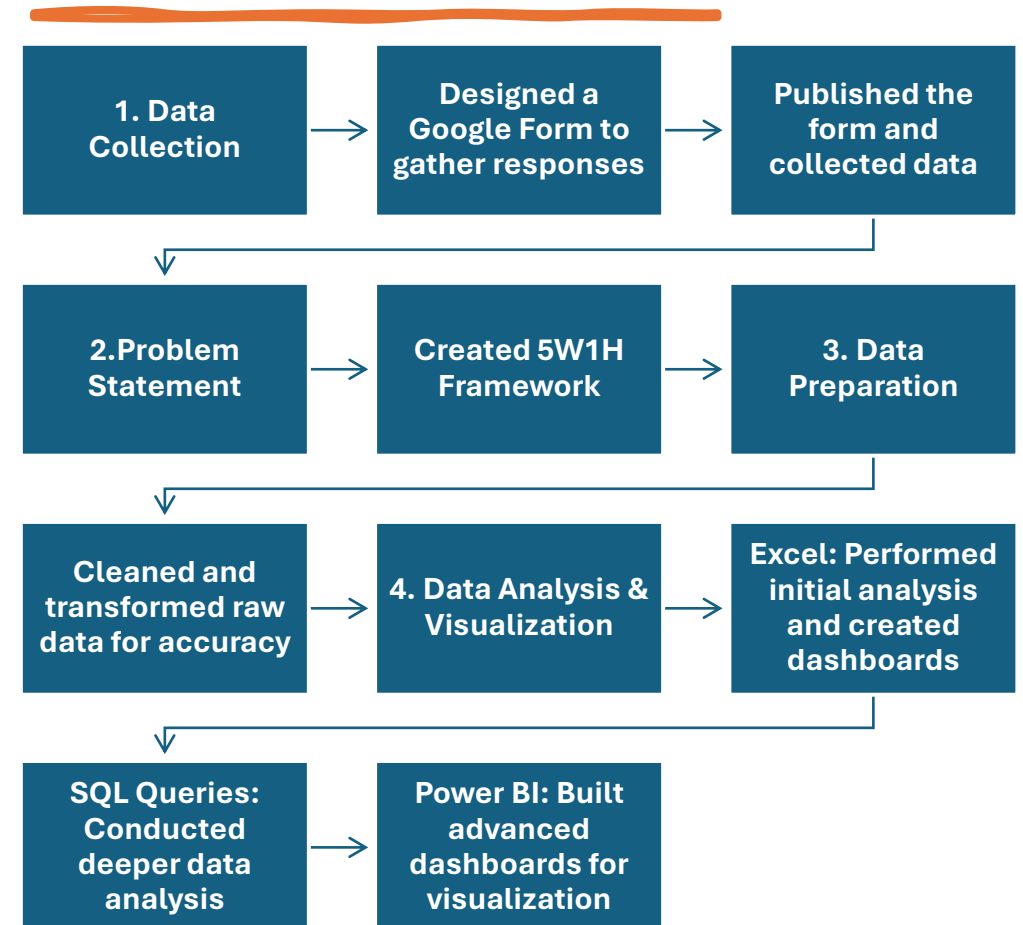 1. Data
Collection
Designed a
Google Form to
gather responses
Published the
form and
collected data
2.Problem
Statement
Created 5W1H
Framework
3. Data
Preparation
Cleaned and
transformed raw
data for accuracy
4. Data Analysis &
Visualization
Excel: Performed
initial analysis
and created
dashboards
SQL Queries:
Conducted
deeper data
analysis
Power BI: Built
advanced
dashboards for
visualization